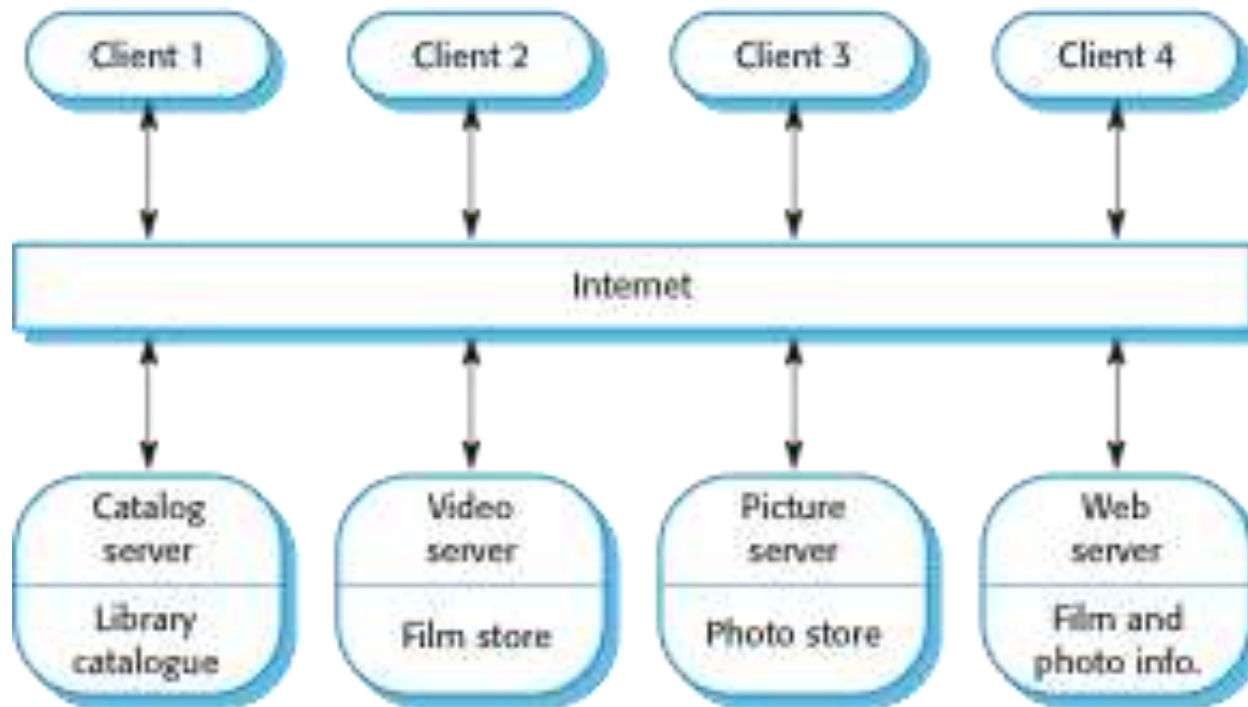 Client 1
Client 2
Client 3
Client 4
Internet
Catalog
server
Library
catalogue
Video
server
Film store
Picture
server
Photo store
Web
server
Film and
photo info.